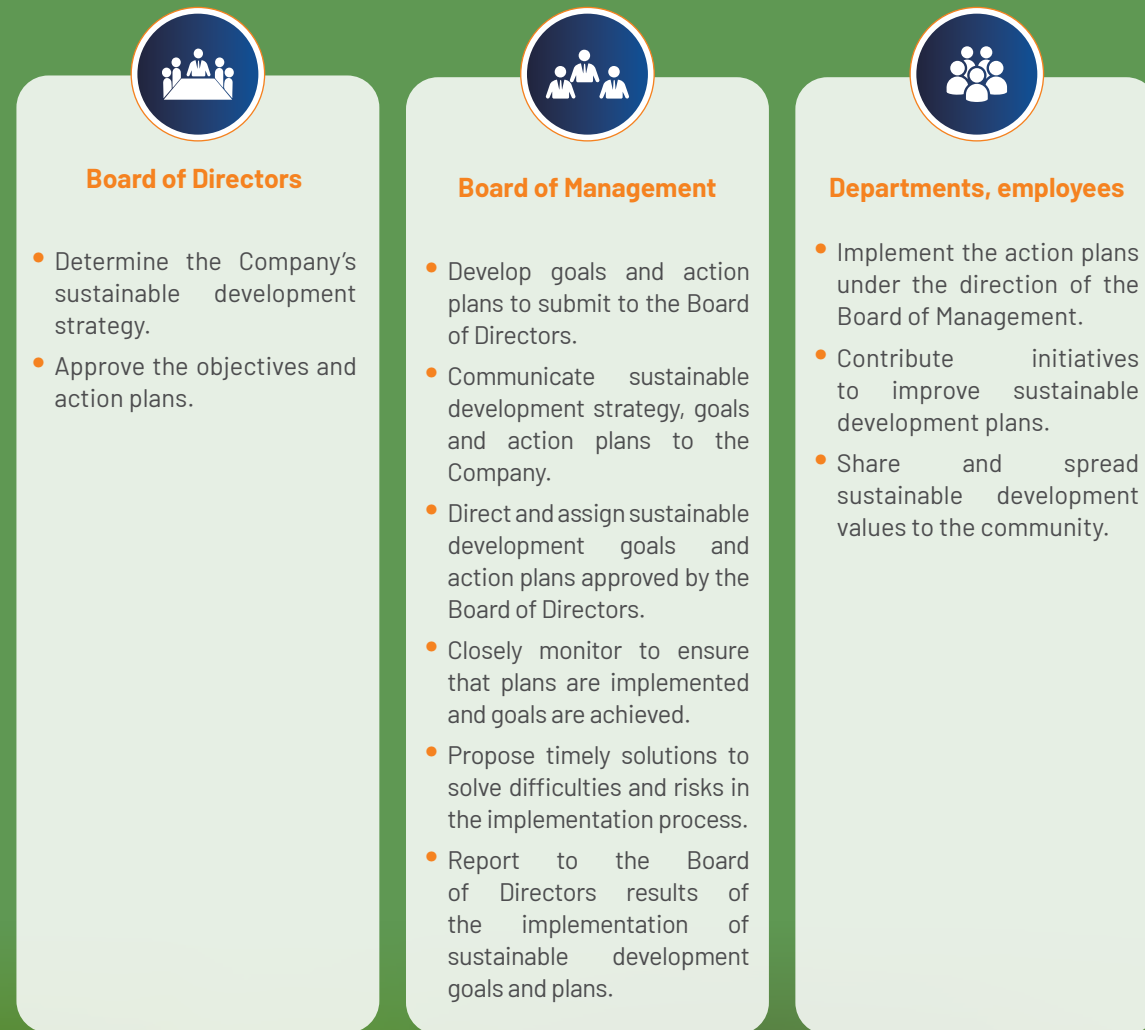 Board of Directors
• Determine the Company's
sustainable development
strategy.
• Approve the objectives and
action plans.
Board of Management
• Develop goals and action
plans to submit to the Board
of Directors.
• Communicate sustainable
development strategy, goals
and action plans to the
Company.
• Direct and assign sustainable
development goals and
action plans approved by the
Board of Directors.
• Closely monitor to ensure
that plans are implemented
and goals are achieved.
• Propose timely solutions to
solve difficulties and risks in
the implementation process.
• Report to the Board
of Directors results of
the implementation of
sustainable development
goals and plans.
Departments, employees
• Implement the action plans
under the direction of the
Board of Management.
• Contribute initiatives
to improve sustainable
development plans.
• Share and spread
sustainable development
values to the community.